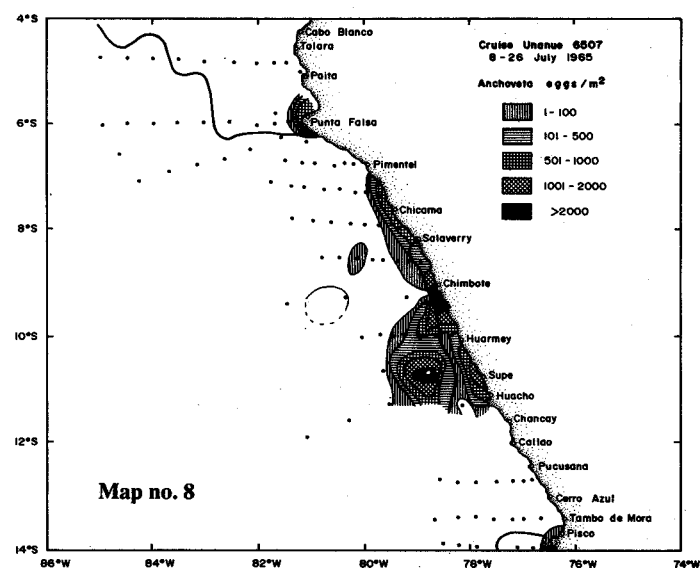 4°S
Cabo Blanco
Talara
Paita
Cruise Unanue 6507
8-26 July 1965
Anchoveta eggs/m²
1-100
101-500
501-1000
1001-2000
>2000
6°S
Punta Falsa
Pimentel
Chicama
8°S
Salaverry
Chimbote
10°S
Huarmey
Supe
Huacho
Chancay
12°S
Callao
Pucusana
Map no. 8
Cerro Azul
Tambo de Mora
Pisco
14°S
86°W
84°W
82°W
80°W
78°W
76°W
74°W